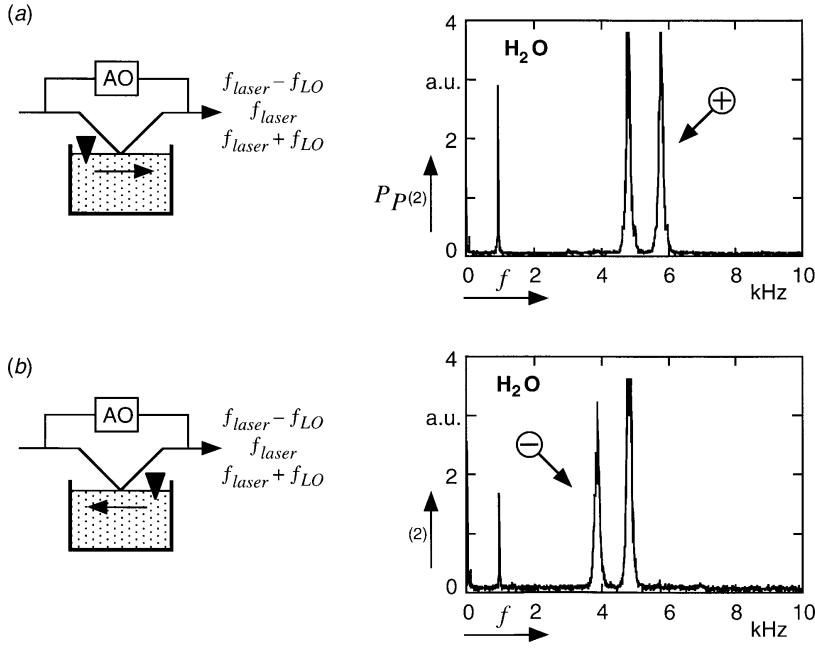 (a)
AO
f_laser – f_LO
f_laser
f_laser + f_LO
4
a.u.
2
P P(2)
0
H2O
+
0 2 4 6 8 10
f
kHz
(b)
AO
f_laser – f_LO
f_laser
f_laser + f_LO
4
a.u.
2
(2)
0
H2O
−
0 2 4 6 8 10
f
kHz